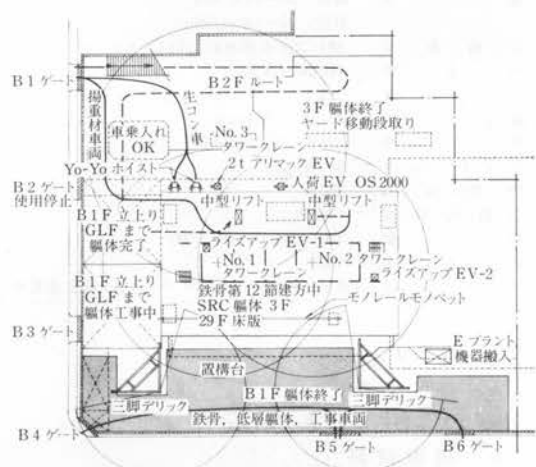 B1 ゲート
B2F ルート
揚重材車両
生コン車
車乗入れ
OK
No. 3
タワークレーン
3F 軀体終了
ヤード移動段取り
Yo-Yo ホイスト
2t アリマック EV
B2 ゲート
使用停止
人荷 EV OS 2000
中型リフト
中型リフト
B1F 立上り
GLF まで
軀体完了.
ライズアップ EV-1
No. 1
タワークレーン
No. 2 タワークレーン
ライズアップ EV-2
B1F 立上り
GLF まで
軀体工事中
鉄骨第 12 節建方中
SRC 軀体 3F
29F 床版
モノレールモノペット
B3 ゲート
E プラント
機器搬入
置構台
B1F 軀体終了
三脚デリック
三脚デリック
鉄骨, 低層軀体, 工事車両
B4 ゲート
B5 ゲート
B6 ゲート